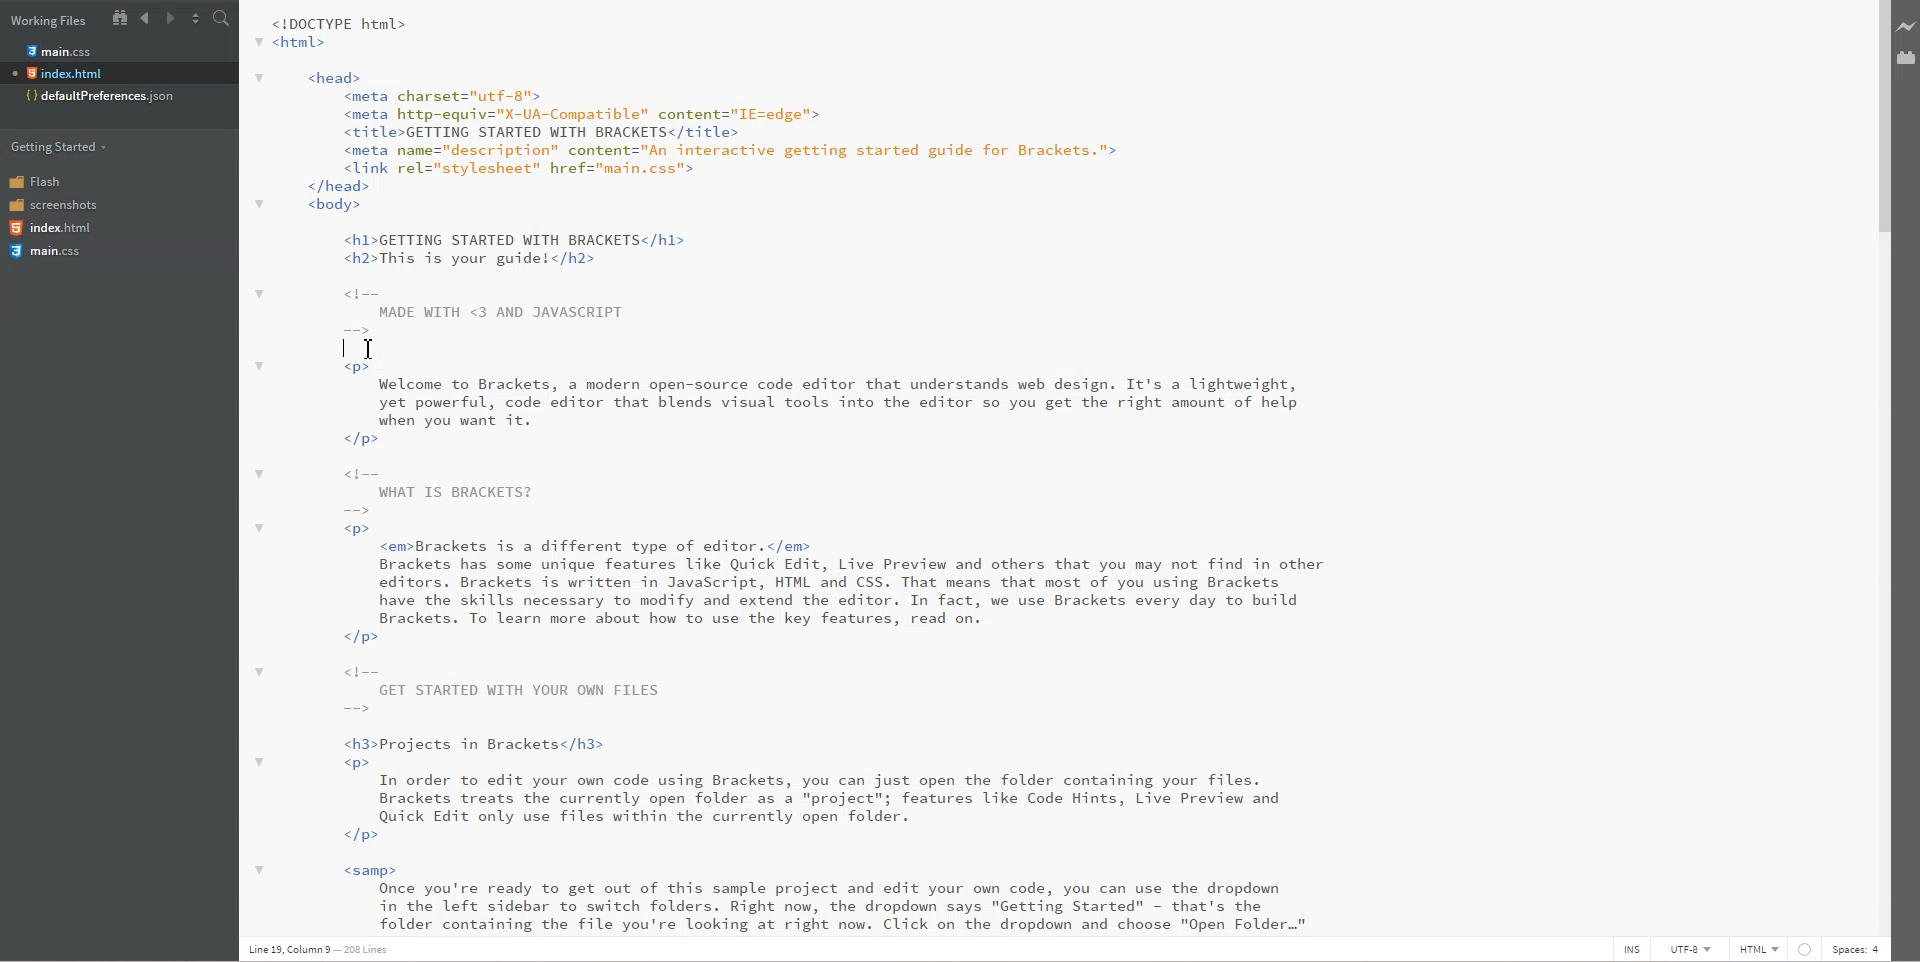 Working Files
main.css
index.html
{ } defaultPreferences.json
Getting Started
Flash
screenshots
index.html
main.css
<!DOCTYPE html>
<html>
<head>
<meta charset="utf-8">
<meta http-equiv="X-UA-Compatible" content="IE=edge">
<title>GETTING STARTED WITH BRACKETS</title>
<meta name="description" content="An interactive getting started guide for Brackets.">
<link rel="stylesheet" href="main.css">
</head>
<body>
<h1>GETTING STARTED WITH BRACKETS</h1>
<h2>This is your guide!</h2>
<!--
MADE WITH <3 AND JAVASCRIPT
-->
<p>
Welcome to Brackets, a modern open-source code editor that understands web design. It's a lightweight,
yet powerful, code editor that blends visual tools into the editor so you get the right amount of help
when you want it.
</p>
<!--
WHAT IS BRACKETS?
-->
<p>
<em>Brackets is a different type of editor.</em>
Brackets has some unique features like Quick Edit, Live Preview and others that you may not find in other
editors. Brackets is written in JavaScript, HTML and CSS. That means that most of you using Brackets
have the skills necessary to modify and extend the editor. In fact, we use Brackets every day to build
Brackets. To learn more about how to use the key features, read on.
</p>
<!--
GET STARTED WITH YOUR OWN FILES
-->
<h3>Projects in Brackets</h3>
<p>
In order to edit your own code using Brackets, you can just open the folder containing your files.
Brackets treats the currently open folder as a "project"; features like Code Hints, Live Preview and
Quick Edit only use files within the currently open folder.
</p>
<samp>
Once you're ready to get out of this sample project and edit your own code, you can use the dropdown
in the left sidebar to switch folders. Right now, the dropdown says "Getting Started" - that's the
folder containing the file you're looking at right now. Click on the dropdown and choose "Open Folder…"
Line 19, Column 9 — 208 Lines
INS
UTF-8
HTML
Spaces: 4